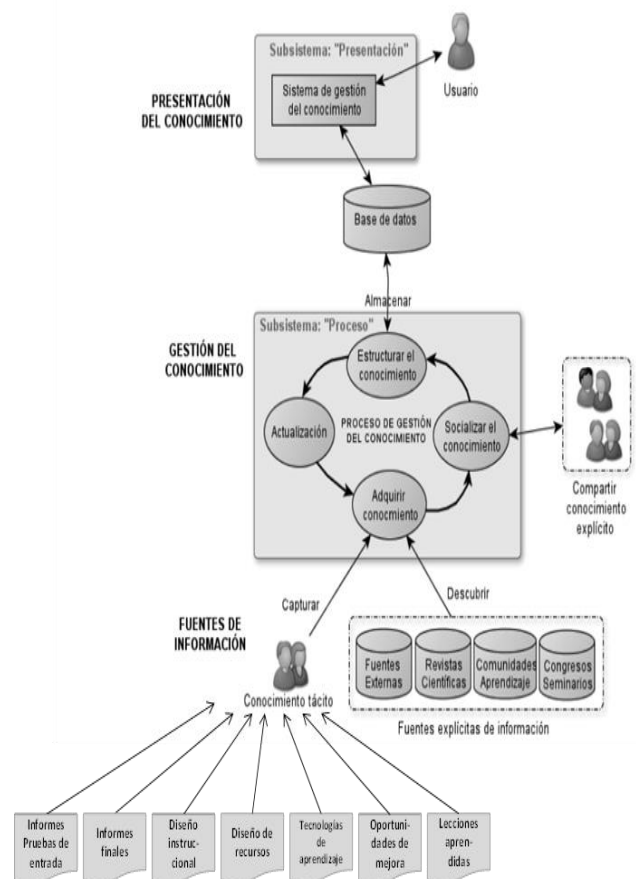 Subsistema: "Presentación"
Sistema de gestión
del conocimiento
Usuario
PRESENTACIÓN
DEL CONOCIMIENTO
Base de datos
Almacenar
Subsistema: "Proceso"
GESTIÓN DEL
CONOCIMIENTO
Estructurar el
conocimiento
Actualización
PROCESO DE GESTIÓN
DEL CONOCIMIENTO
Socializar el
conocimiento
Adquirir
conocmiento
Compartir
conocimiento
explícito
Capturar
Descubrir
FUENTES DE
INFORMACIÓN
Conocimiento tácito
Fuentes
Externas
Revistas
Científicas
Comunidades
Aprendizaje
Congresos
Seminarios
Fuentes explícitas de información
Informes
Pruebas de
entrada
Informes
finales
Diseño
instruc-
cional
Diseño de
recursos
Tecnologías
de
aprendizaje
Oportuni-
dades de
mejora
Lecciones
apren-
didas